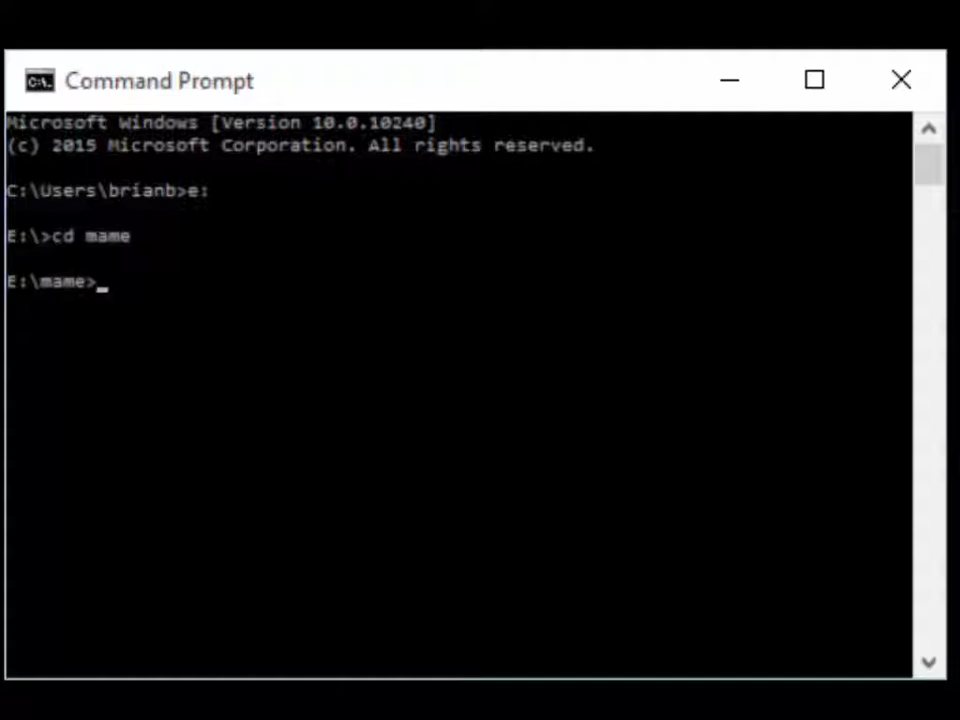 Command Prompt
Microsoft Windows [Version 10.0.10240]
(c) 2015 Microsoft Corporation. All rights reserved.
C:\Users\brianb>e:
E:\>cd mame
E:\mame>_